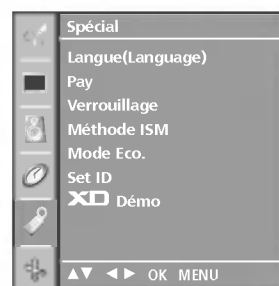 Spécial
Langue(Language)
Pay
Verrouillage
Méthode ISM
Mode Eco.
Set ID
XD Démo
▲▼ ◄► OK MENU